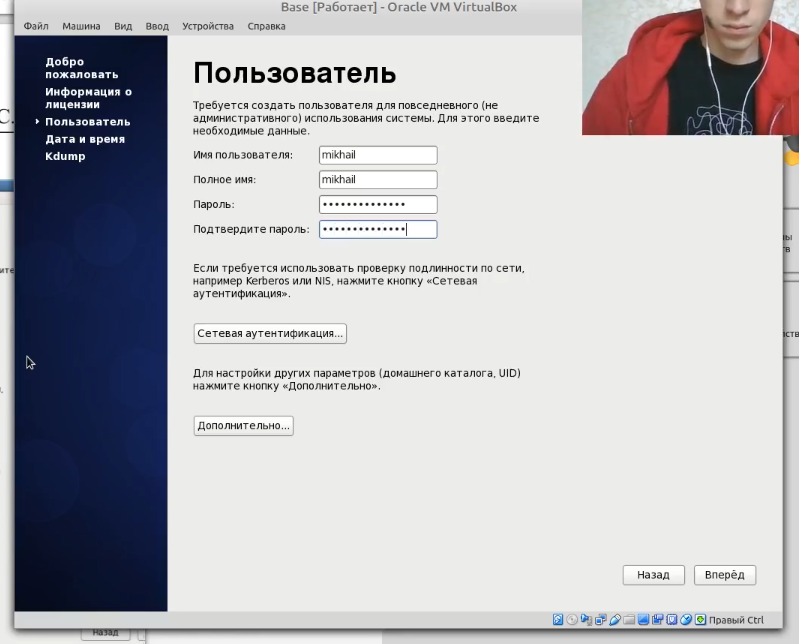 Base [Работает] - Oracle VM VirtualBox
Файл Машина Вид Ввод Устройства Справка
Добро
пожаловать
Информация о
лицензии
Пользователь
Дата и время
Kdump
Пользователь
Требуется создать пользователя для повседневного (не
административного) использования системы. Для этого введите
необходимые данные.
Имя пользователя: mikhail
Полное имя: mikhail
Пароль: ••••••••••••••
Подтвердите пароль: ••••••••••••••
Если требуется использовать проверку подлинности по сети,
например Kerberos или NIS, нажмите кнопку «Сетевая
аутентификация».
Сетевая аутентификация...
Для настройки других параметров (домашнего каталога, UID)
нажмите кнопку «Дополнительно».
Дополнительно...
Назад Вперёд
Правый Ctrl
Назад